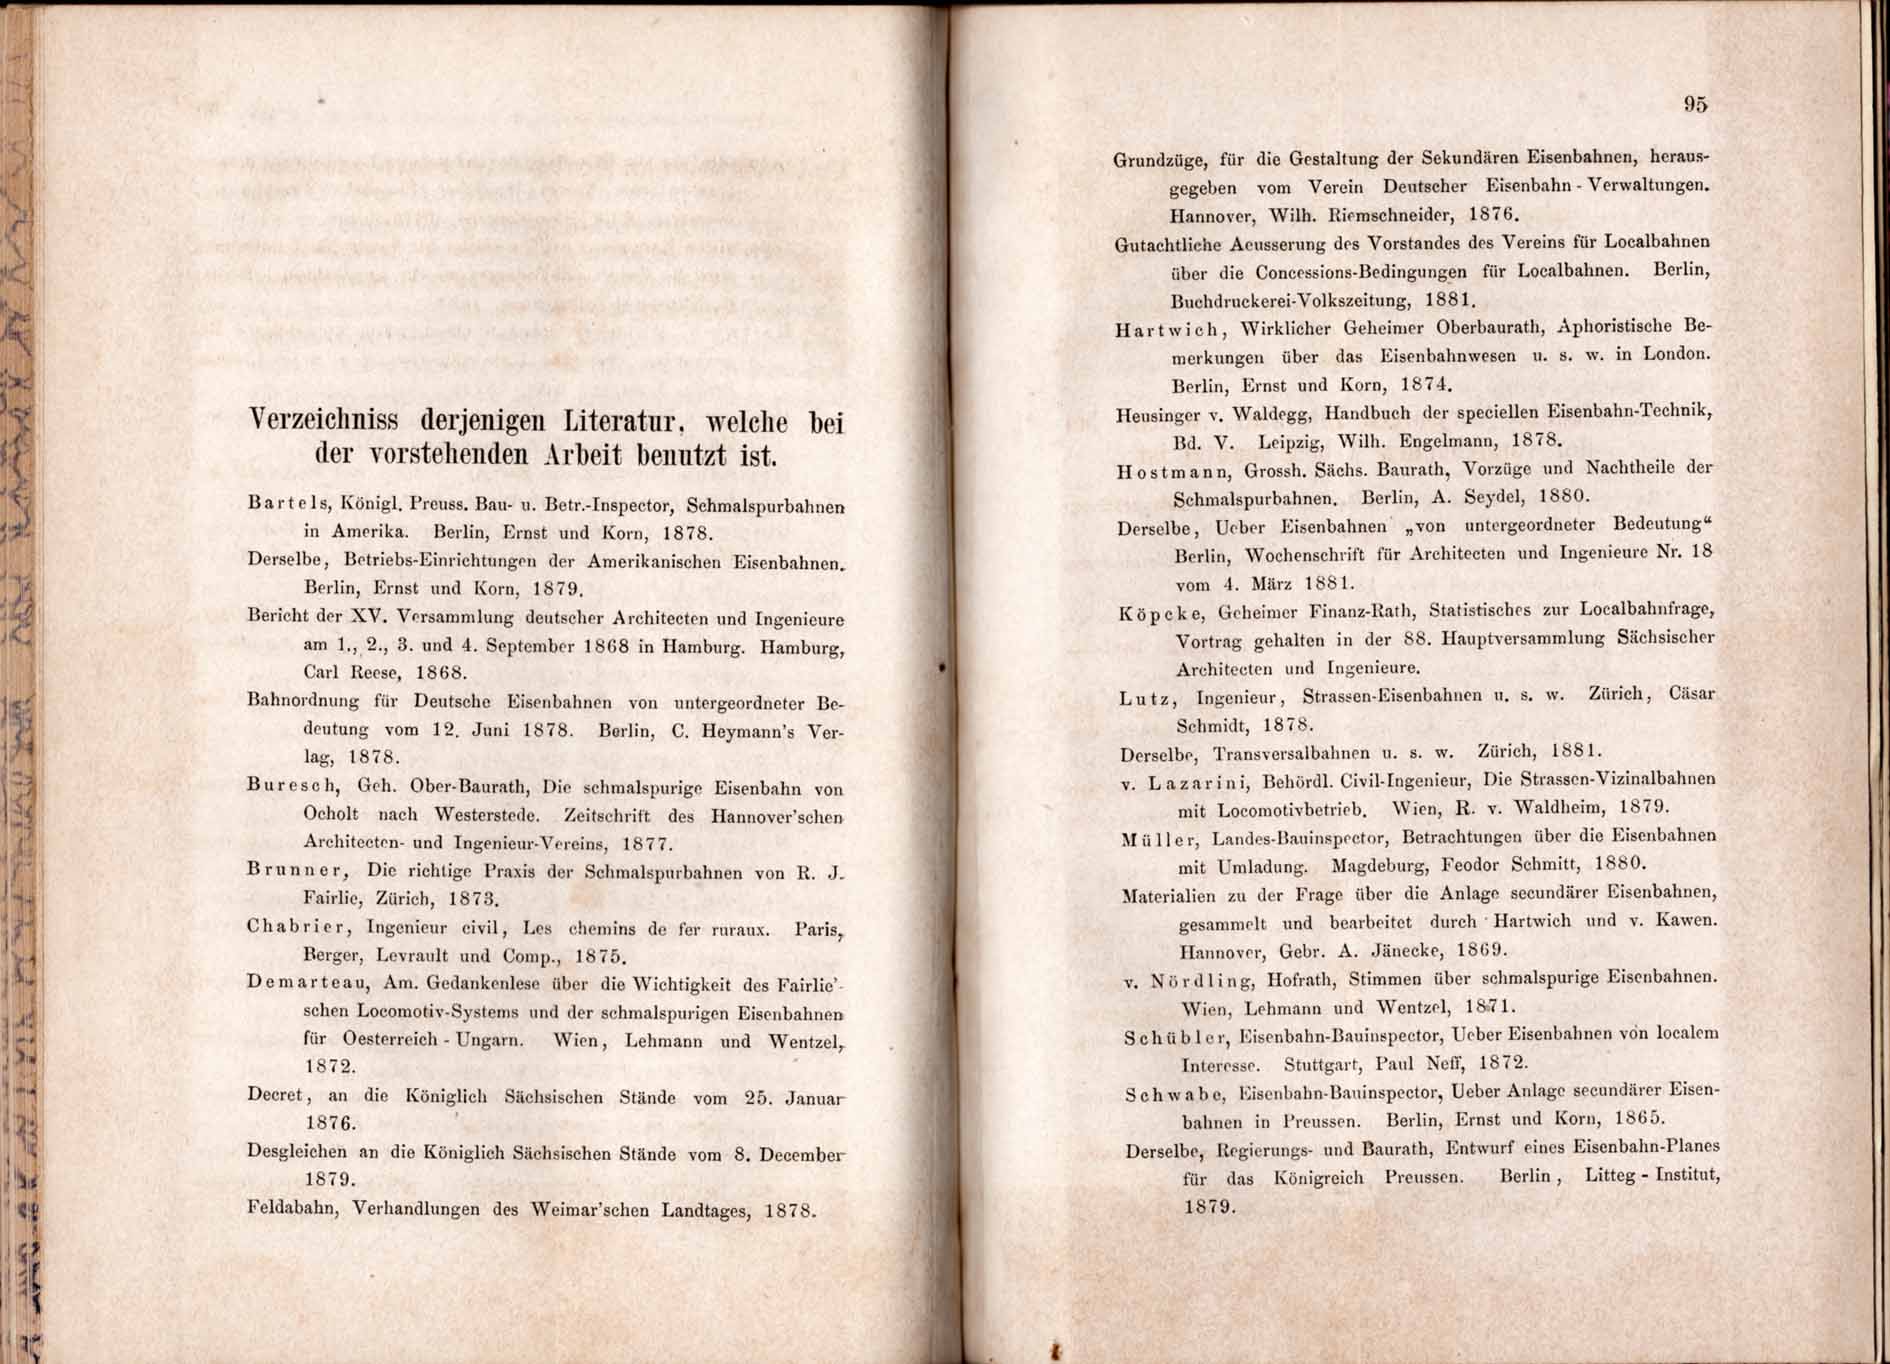 Verzeichniss derjenigen Literatur, welche bei
der vorstehenden Arbeit benutzt ist.
Bartels, Königl. Preuss. Bau- u. Betr.-Inspector, Schmalspurbahnen
in Amerika. Berlin, Ernst und Korn, 1878.
Derselbe, Betriebs-Einrichtungen der Amerikanischen Eisenbahnen.
Berlin, Ernst und Korn, 1879.
Bericht der XV. Versammlung deutscher Architecten und Ingenieure
am 1., 2., 3. und 4. September 1868 in Hamburg. Hamburg,
Carl Reese, 1868.
Bahnordnung für Deutsche Eisenbahnen von untergeordneter Be-
deutung vom 12. Juni 1878. Berlin, C. Heymann's Ver-
lag, 1878.
Buresch, Geh. Ober-Baurath, Die schmalspurige Eisenbahn von
Ocholt nach Westerstede. Zeitschrift des Hannover'schen
Architecten- und Ingenieur-Vereins, 1877.
Brunner, Die richtige Praxis der Schmalspurbahnen von R. J.
Fairlie, Zürich, 1873.
Chabrier, Ingenieur civil, Les chemins de fer ruraux. Paris,
Berger, Levrault und Comp., 1875.
Demarteau, Am. Gedankenlese über die Wichtigkeit des Fairlie'-
schen Locomotiv-Systems und der schmalspurigen Eisenbahnen
für Oesterreich - Ungarn. Wien, Lehmann und Wentzel,
1872.
Decret, an die Königlich Sächsischen Stände vom 25. Januar
1876.
Desgleichen an die Königlich Sächsischen Stände vom 8. December
1879.
Feldabahn, Verhandlungen des Weimar'schen Landtages, 1878.
95
Grundzüge, für die Gestaltung der Sekundären Eisenbahnen, heraus-
gegeben vom Verein Deutscher Eisenbahn - Verwaltungen.
Hannover, Wilh. Riemschneider, 1876.
Gutachtliche Aeusserung des Vorstandes des Vereins für Localbahnen
über die Concessions-Bedingungen für Localbahnen. Berlin,
Buchdruckerei-Volkszeitung, 1881.
Hartwich, Wirklicher Geheimer Oberbaurath, Aphoristische Be-
merkungen über das Eisenbahnwesen u. s. w. in London.
Berlin, Ernst und Korn, 1874.
Heusinger v. Waldegg, Handbuch der speciellen Eisenbahn-Technik,
Bd. V. Leipzig, Wilh. Engelmann, 1878.
Hostmann, Grossh. Sächs. Baurath, Vorzüge und Nachtheile der
Schmalspurbahnen. Berlin, A. Seydel, 1880.
Derselbe, Ueber Eisenbahnen „von untergeordneter Bedeutung“
Berlin, Wochenschrift für Architecten und Ingenieure Nr. 18
vom 4. März 1881.
Köpcke, Geheimer Finanz-Rath, Statistisches zur Localbahnfrage,
Vortrag gehalten in der 88. Hauptversammlung Sächsischer
Architecten und Ingenieure.
Lutz, Ingenieur, Strassen-Eisenbahnen u. s. w. Zürich, Cäsar
Schmidt, 1878.
Derselbe, Transversalbahnen u. s. w. Zürich, 1881.
v. Lazarini, Behördl. Civil-Ingenieur, Die Strassen-Vizinalbahnen
mit Locomotivbetrieb. Wien, R. v. Waldheim, 1879.
Müller, Landes-Bauinspector, Betrachtungen über die Eisenbahnen
mit Umladung. Magdeburg, Feodor Schmitt, 1880.
Materialien zu der Frage über die Anlage secundärer Eisenbahnen,
gesammelt und bearbeitet durch Hartwich und v. Kawen.
Hannover, Gebr. A. Jänecke, 1869.
v. Nördling, Hofrath, Stimmen über schmalspurige Eisenbahnen.
Wien, Lehmann und Wentzel, 1871.
Schübler, Eisenbahn-Bauinspector, Ueber Eisenbahnen von localem
Interesse. Stuttgart, Paul Neff, 1872.
Schwabe, Eisenbahn-Bauinspector, Ueber Anlage secundärer Eisen-
bahnen in Preussen. Berlin, Ernst und Korn, 1865.
Derselbe, Regierungs- und Baurath, Entwurf eines Eisenbahn-Planes
für das Königreich Preussen. Berlin, Litteg - Institut,
1879.